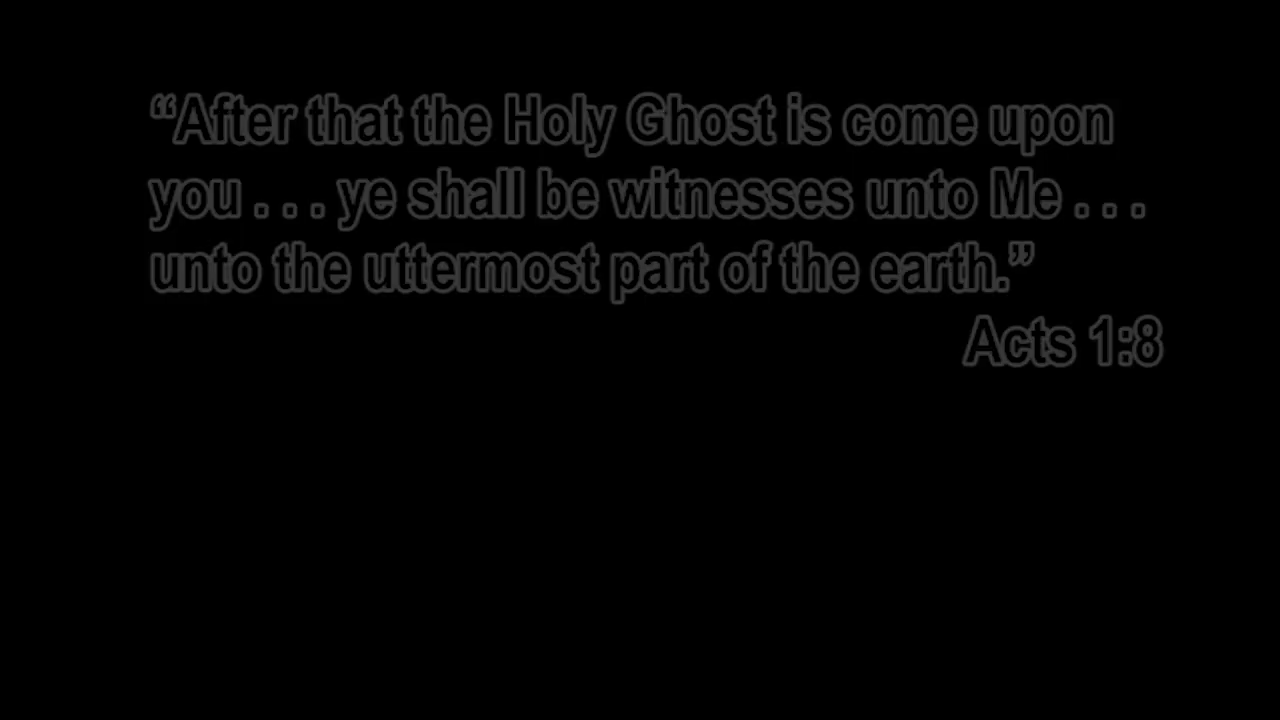 “After that the Holy Ghost is come upon
you . . . ye shall be witnesses unto Me . . .
unto the uttermost part of the earth.”
Acts 1:8